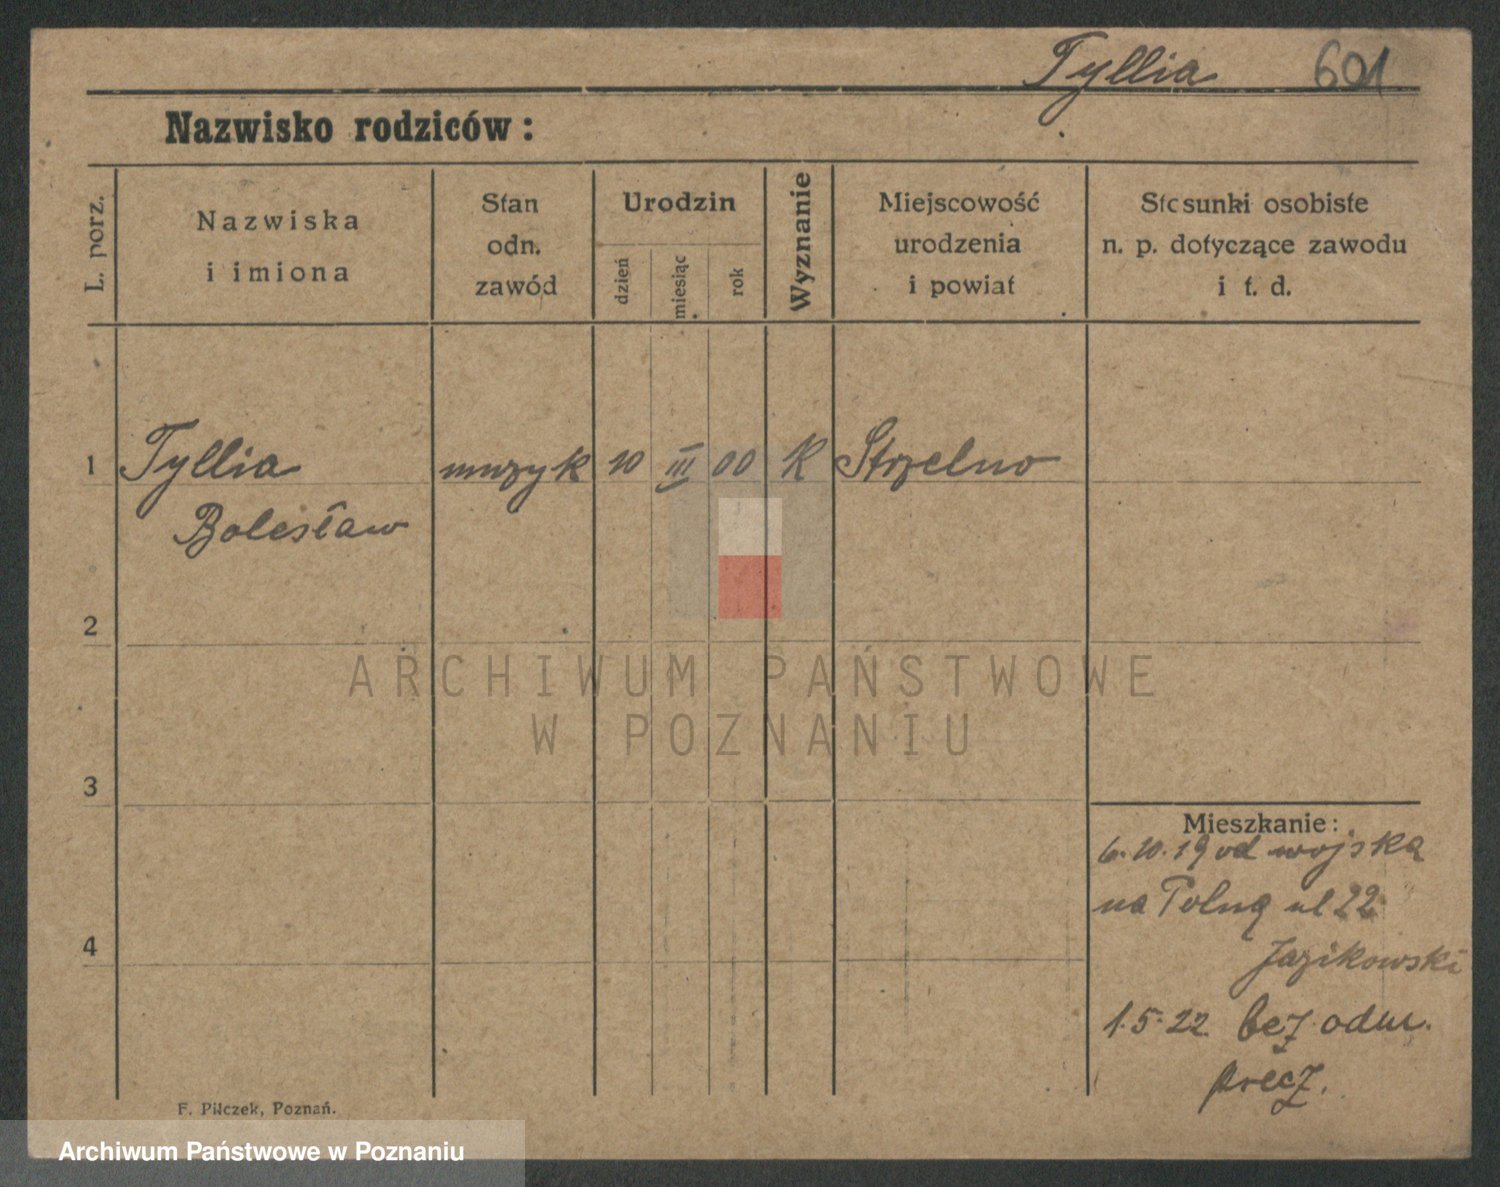 Tyllia 601
Nazwisko rodziców:
L. porz.
Nazwiska
i imiona
Stan
odn.
zawód
Urodzin
dzień
miesiąc
rok
Wyznanie
Miejscowość
urodzenia
i powiat
Stosunki osobiste
n. p. dotyczące zawodu
i t. d.
1 Tyllia muzyk 10 III 00 K Strzelno
Bolesław
2
ARCHIWUM PAŃSTWOWE
W POZNANIU
3
4
Mieszkanie:
6.10.19 od wojska
na Polną ul 22
Jazikowski
1.5.22 bez odm.
precz.
F. Pilczek, Poznań.
Archiwum Państwowe w Poznaniu